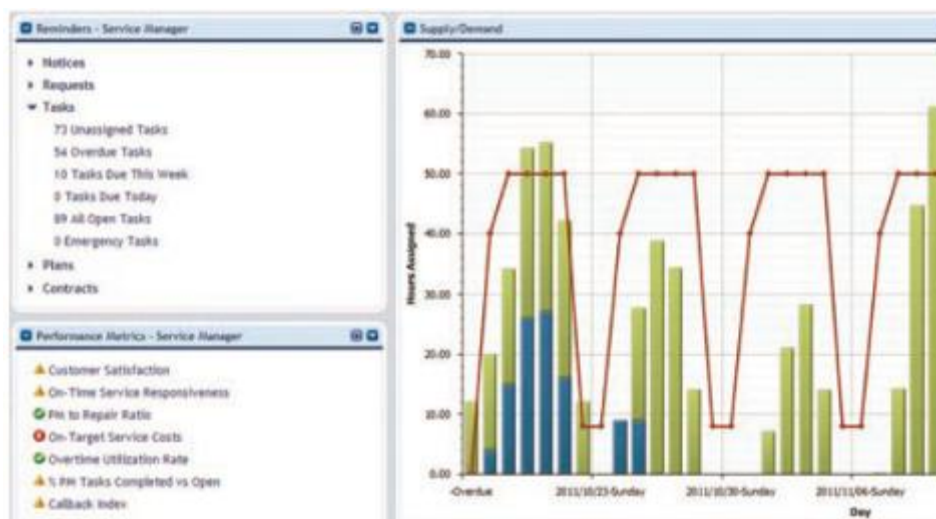 Reminders - Service Manager
Notices
Requests
Tasks
73 Unassigned Tasks
54 Overdue Tasks
10 Tasks Due This Week
0 Tasks Due Today
89 All Open Tasks
0 Emergency Tasks
Plans
Contracts
Performance Metrics - Service Manager
Customer Satisfaction
On-Time Service Responsiveness
PM to Repair Ratio
On-Target Service Costs
Overtime Utilization Rate
% PM Tasks Completed vs Open
Callback Index
Supply/Demand
70.00
60.00
50.00
40.00
30.00
20.00
10.00
0.00
Hours Assigned
-Overdue
2011/10/23-Sunday
2011/10/30-Sunday
2011/11/06-Sunday
Day